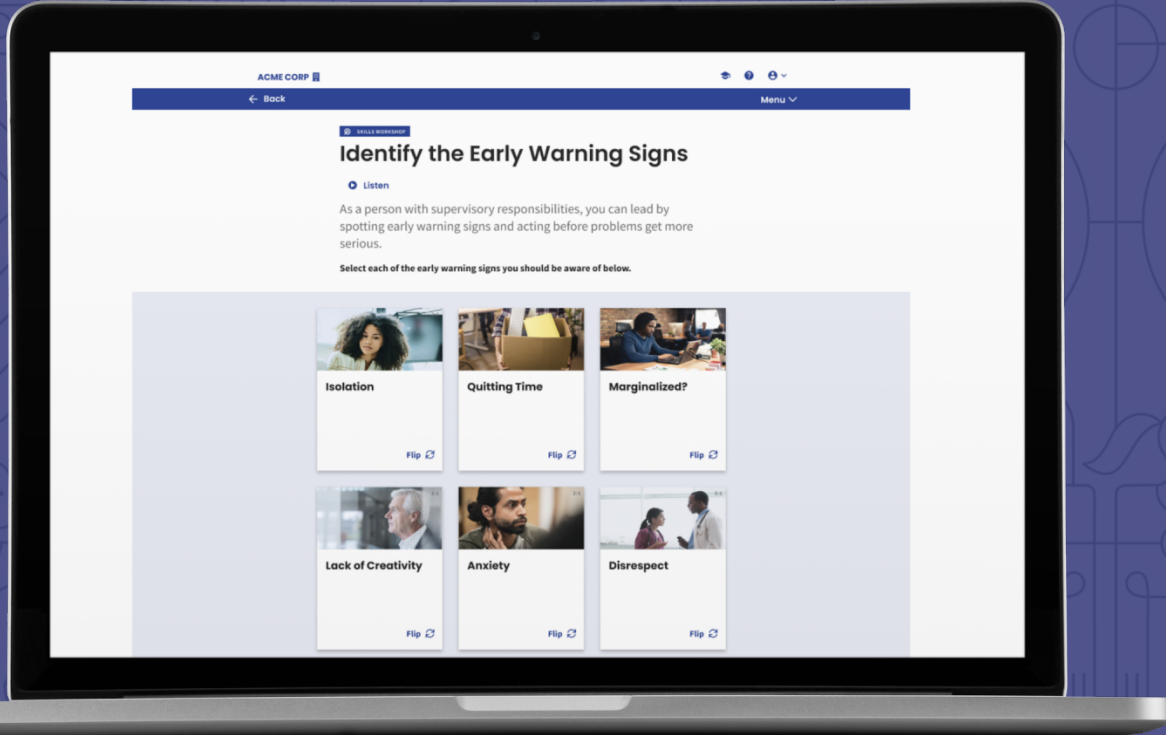 ACME CORP
← Back
Menu
SKILLS WORKSHOP
Identify the Early Warning Signs
Listen
As a person with supervisory responsibilities, you can lead by
spotting early warning signs and acting before problems get more
serious.
Select each of the early warning signs you should be aware of below.
Isolation
Quitting Time
Marginalized?
Flip
Flip
Flip
Lack of Creativity
Anxiety
Disrespect
Flip
Flip
Flip